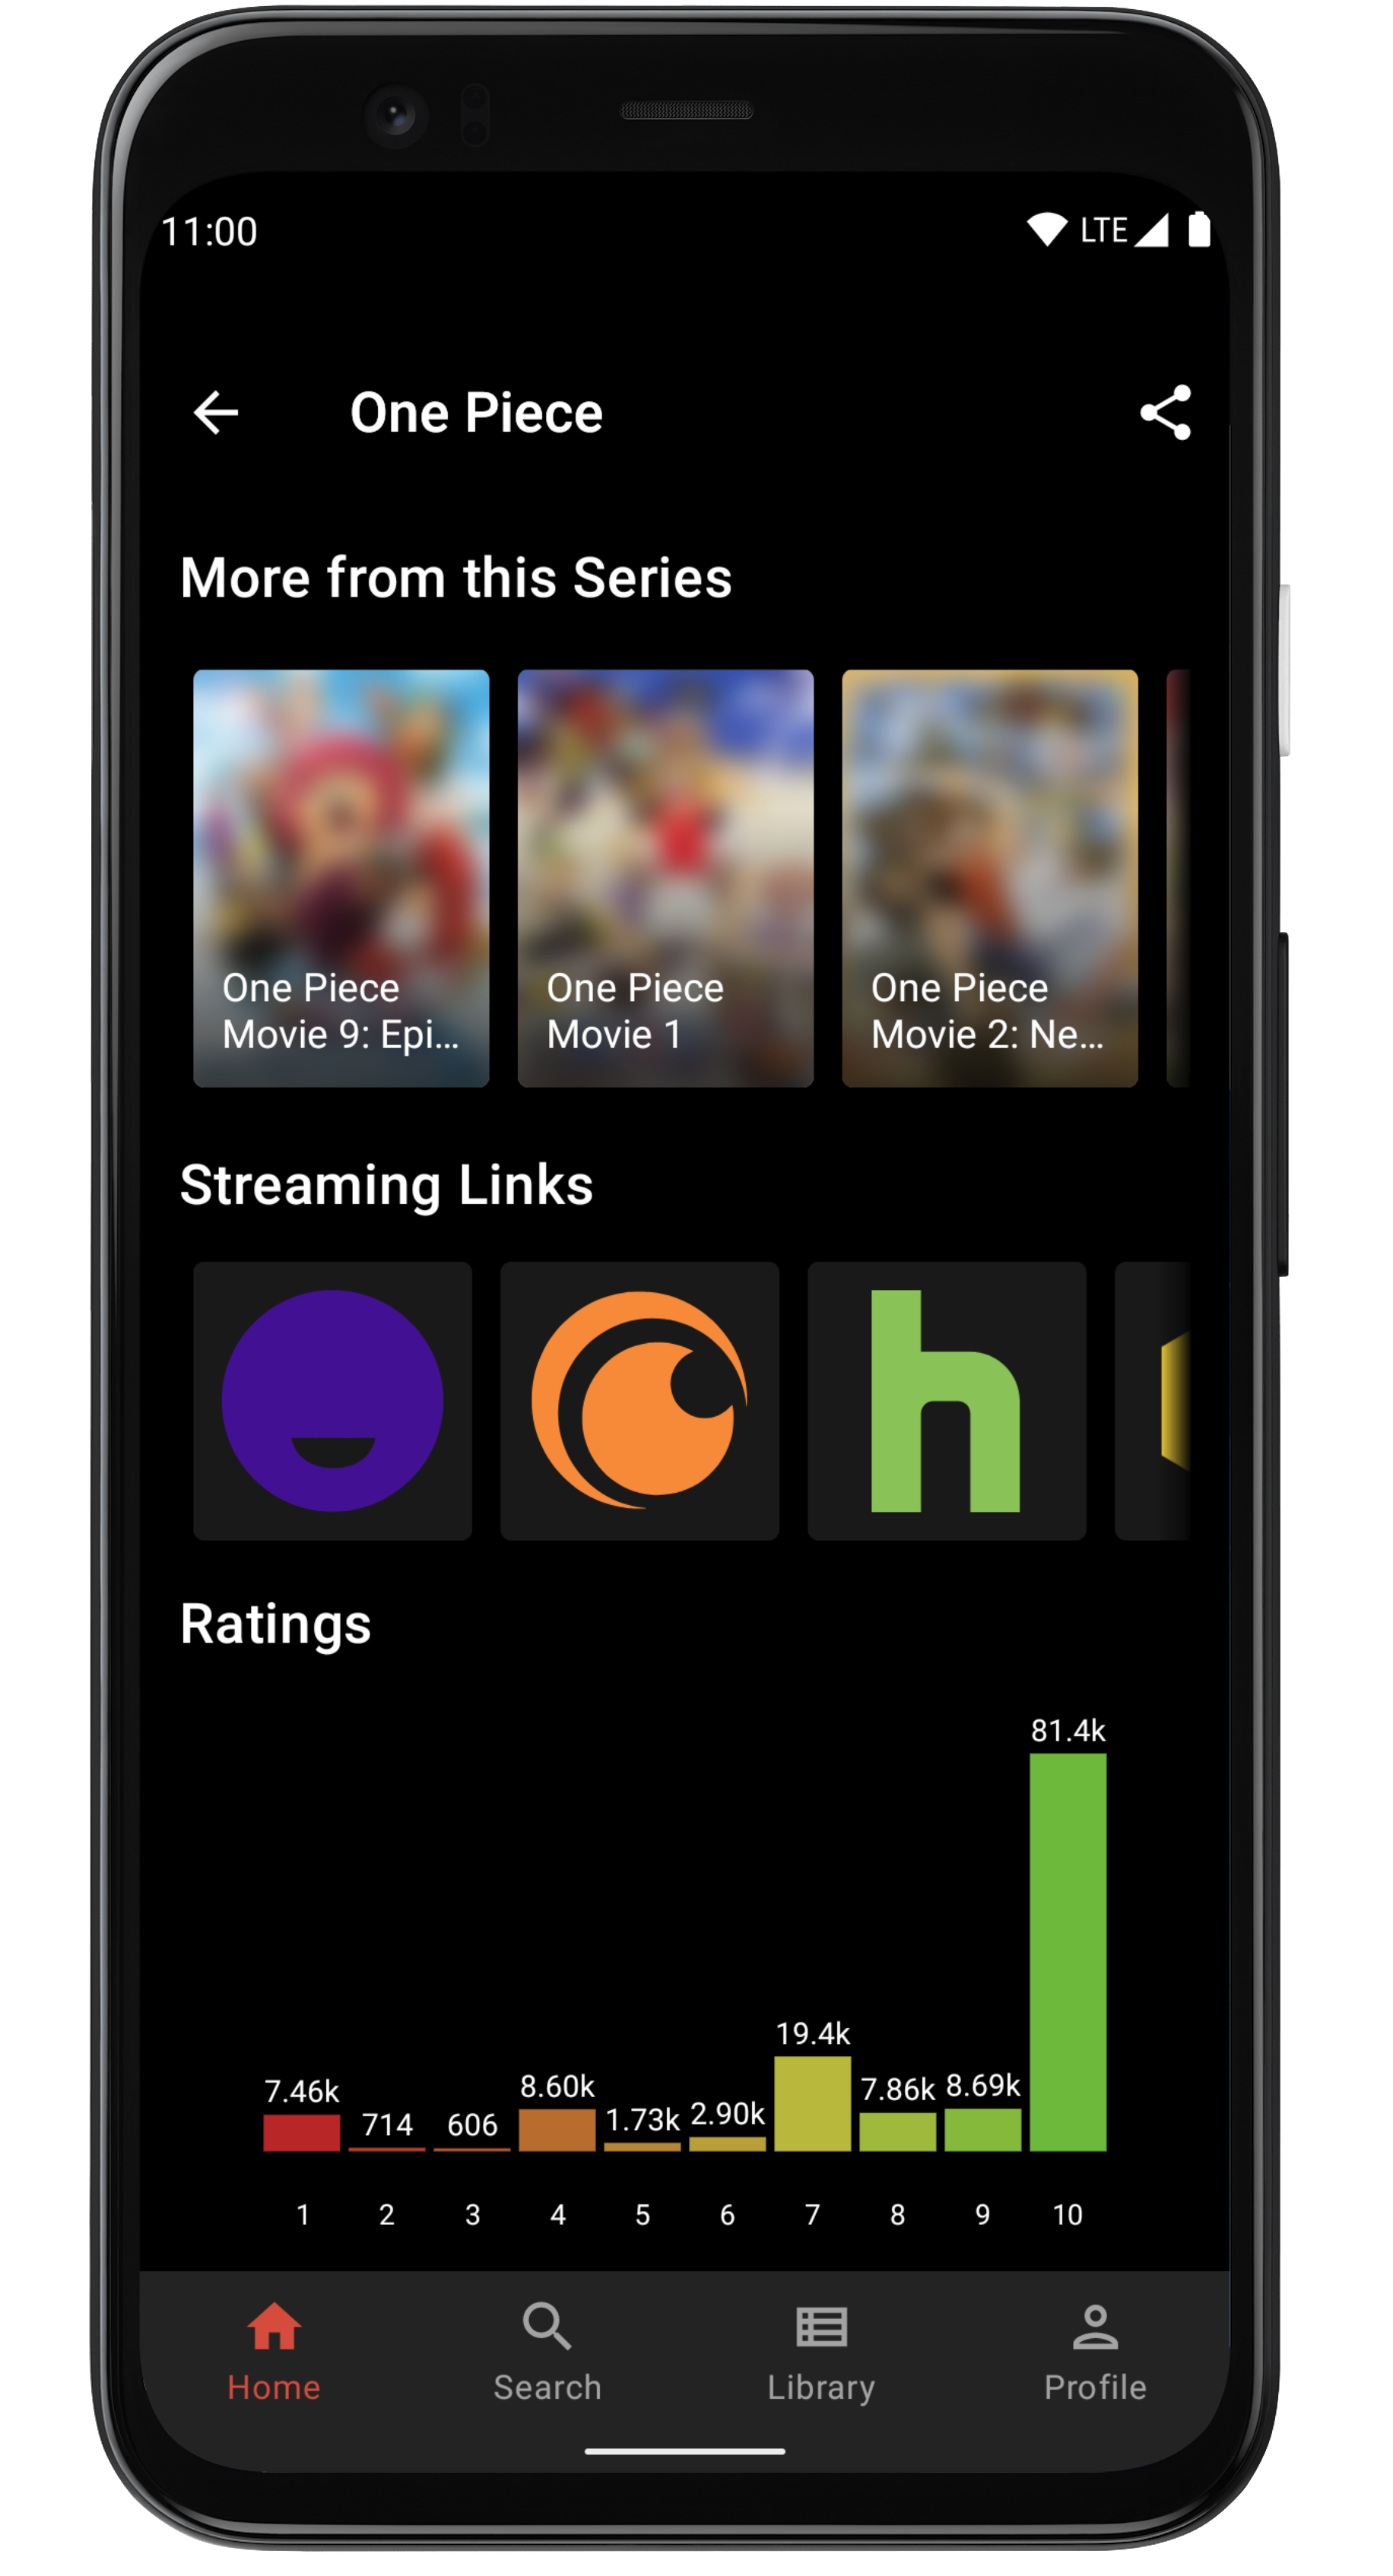 11:00
LTE
One Piece
More from this Series
One Piece
Movie 9: Epi...
One Piece
Movie 1
One Piece
Movie 2: Ne...
Streaming Links
h
Ratings
81.4k
19.4k
7.46k
714
606
8.60k
1.73k
2.90k
7.86k
8.69k
1 2 3 4 5 6 7 8 9 10
Home Search Library Profile